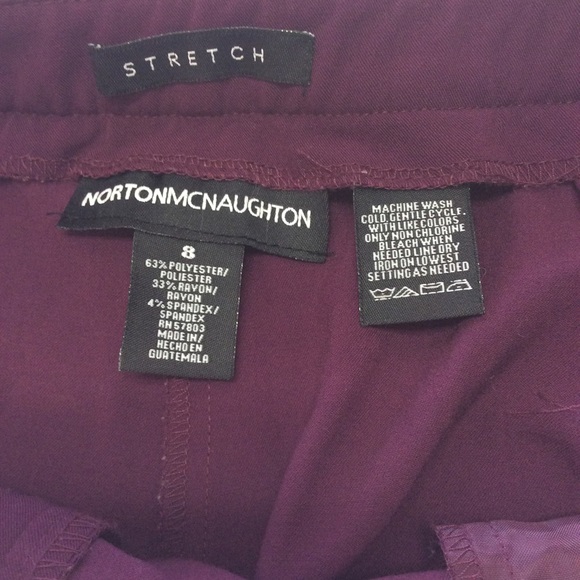 STRETCH
NORTONMCNAUGHTON
8
63% POLYESTER/
POLIESTER
33% RAYON/
RAYON
4% SPANDEX/
SPANDEX
RN 57803
MADE IN/
HECHO EN
GUATEMALA
MACHINE WASH
COLD, GENTLE CYCLE.
WITH LIKE COLORS
ONLY NON CHLORINE
BLEACH WHEN
NEEDED LINE DRY
IRON ON LOWEST
SETTING AS NEEDED